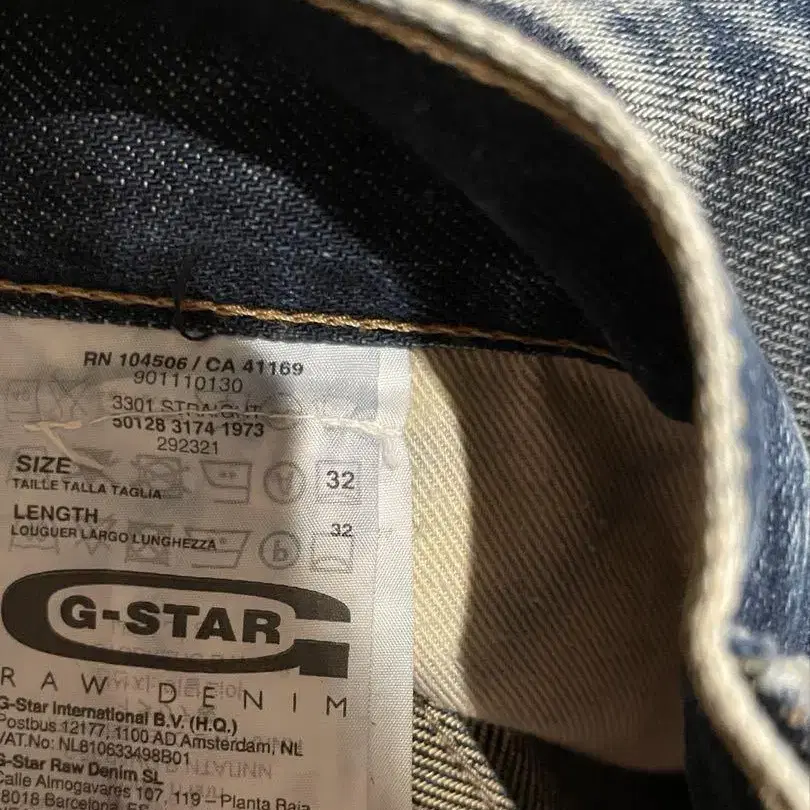 RN 104506 / CA 41169
901110130
3301 STRAIGHT
50128 3174 1973
292321
SIZE 32
TAILLE TALLA TAGLIA
LENGTH 32
LOUGUER LARGO LUNGHEZZA
G-STAR
RAW DENIM
G-Star International B.V. (H.Q.)
Postbus 12177, 1100 AD Amsterdam, NL
VAT.No: NL810633498B01
G-Star Raw Denim SL
Calle Almogavares 107, 119 – Planta Baja
08018 Barcelona, ES